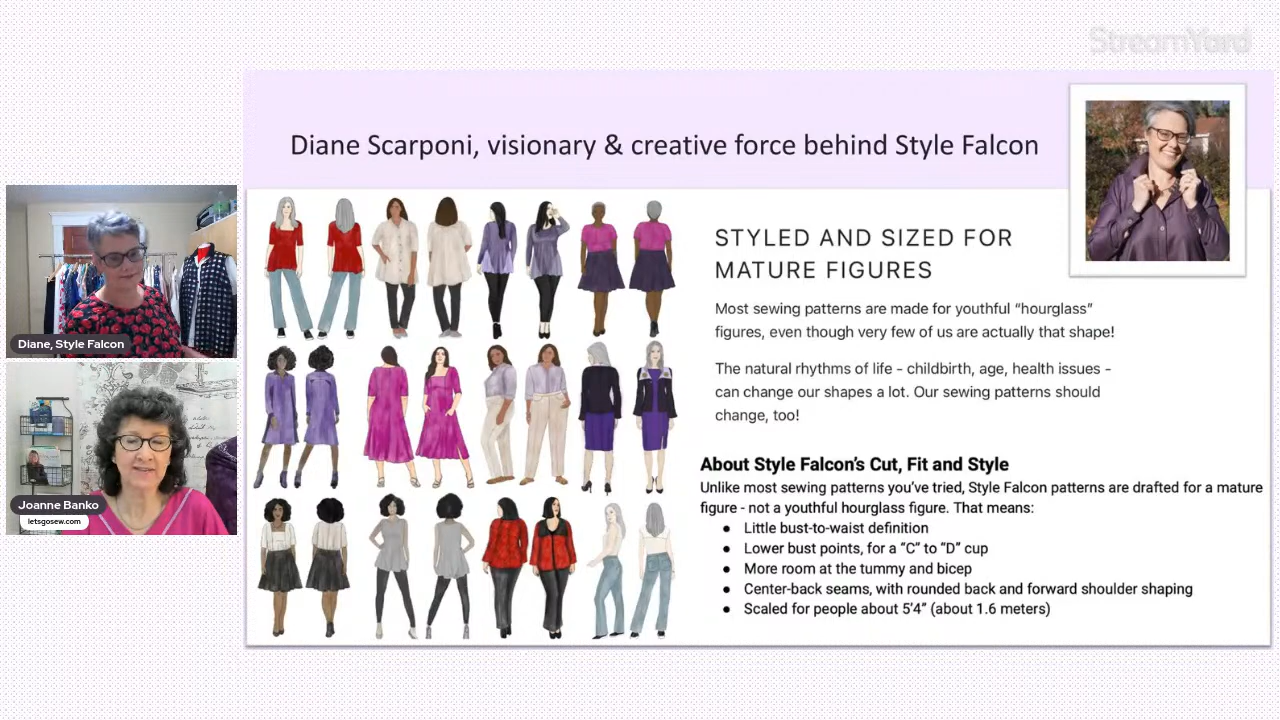 StreamYard
Diane Scarponi, visionary & creative force behind Style Falcon
STYLED AND SIZED FOR
MATURE FIGURES
Most sewing patterns are made for youthful “hourglass”
figures, even though very few of us are actually that shape!
The natural rhythms of life - childbirth, age, health issues -
can change our shapes a lot. Our sewing patterns should
change, too!
About Style Falcon’s Cut, Fit and Style
Unlike most sewing patterns you’ve tried, Style Falcon patterns are drafted for a mature
figure - not a youthful hourglass figure. That means:
● Little bust-to-waist definition
● Lower bust points, for a “C” to “D” cup
● More room at the tummy and bicep
● Center-back seams, with rounded back and forward shoulder shaping
● Scaled for people about 5’4” (about 1.6 meters)
Diane, Style Falcon
Joanne Banko
letsgosew.com